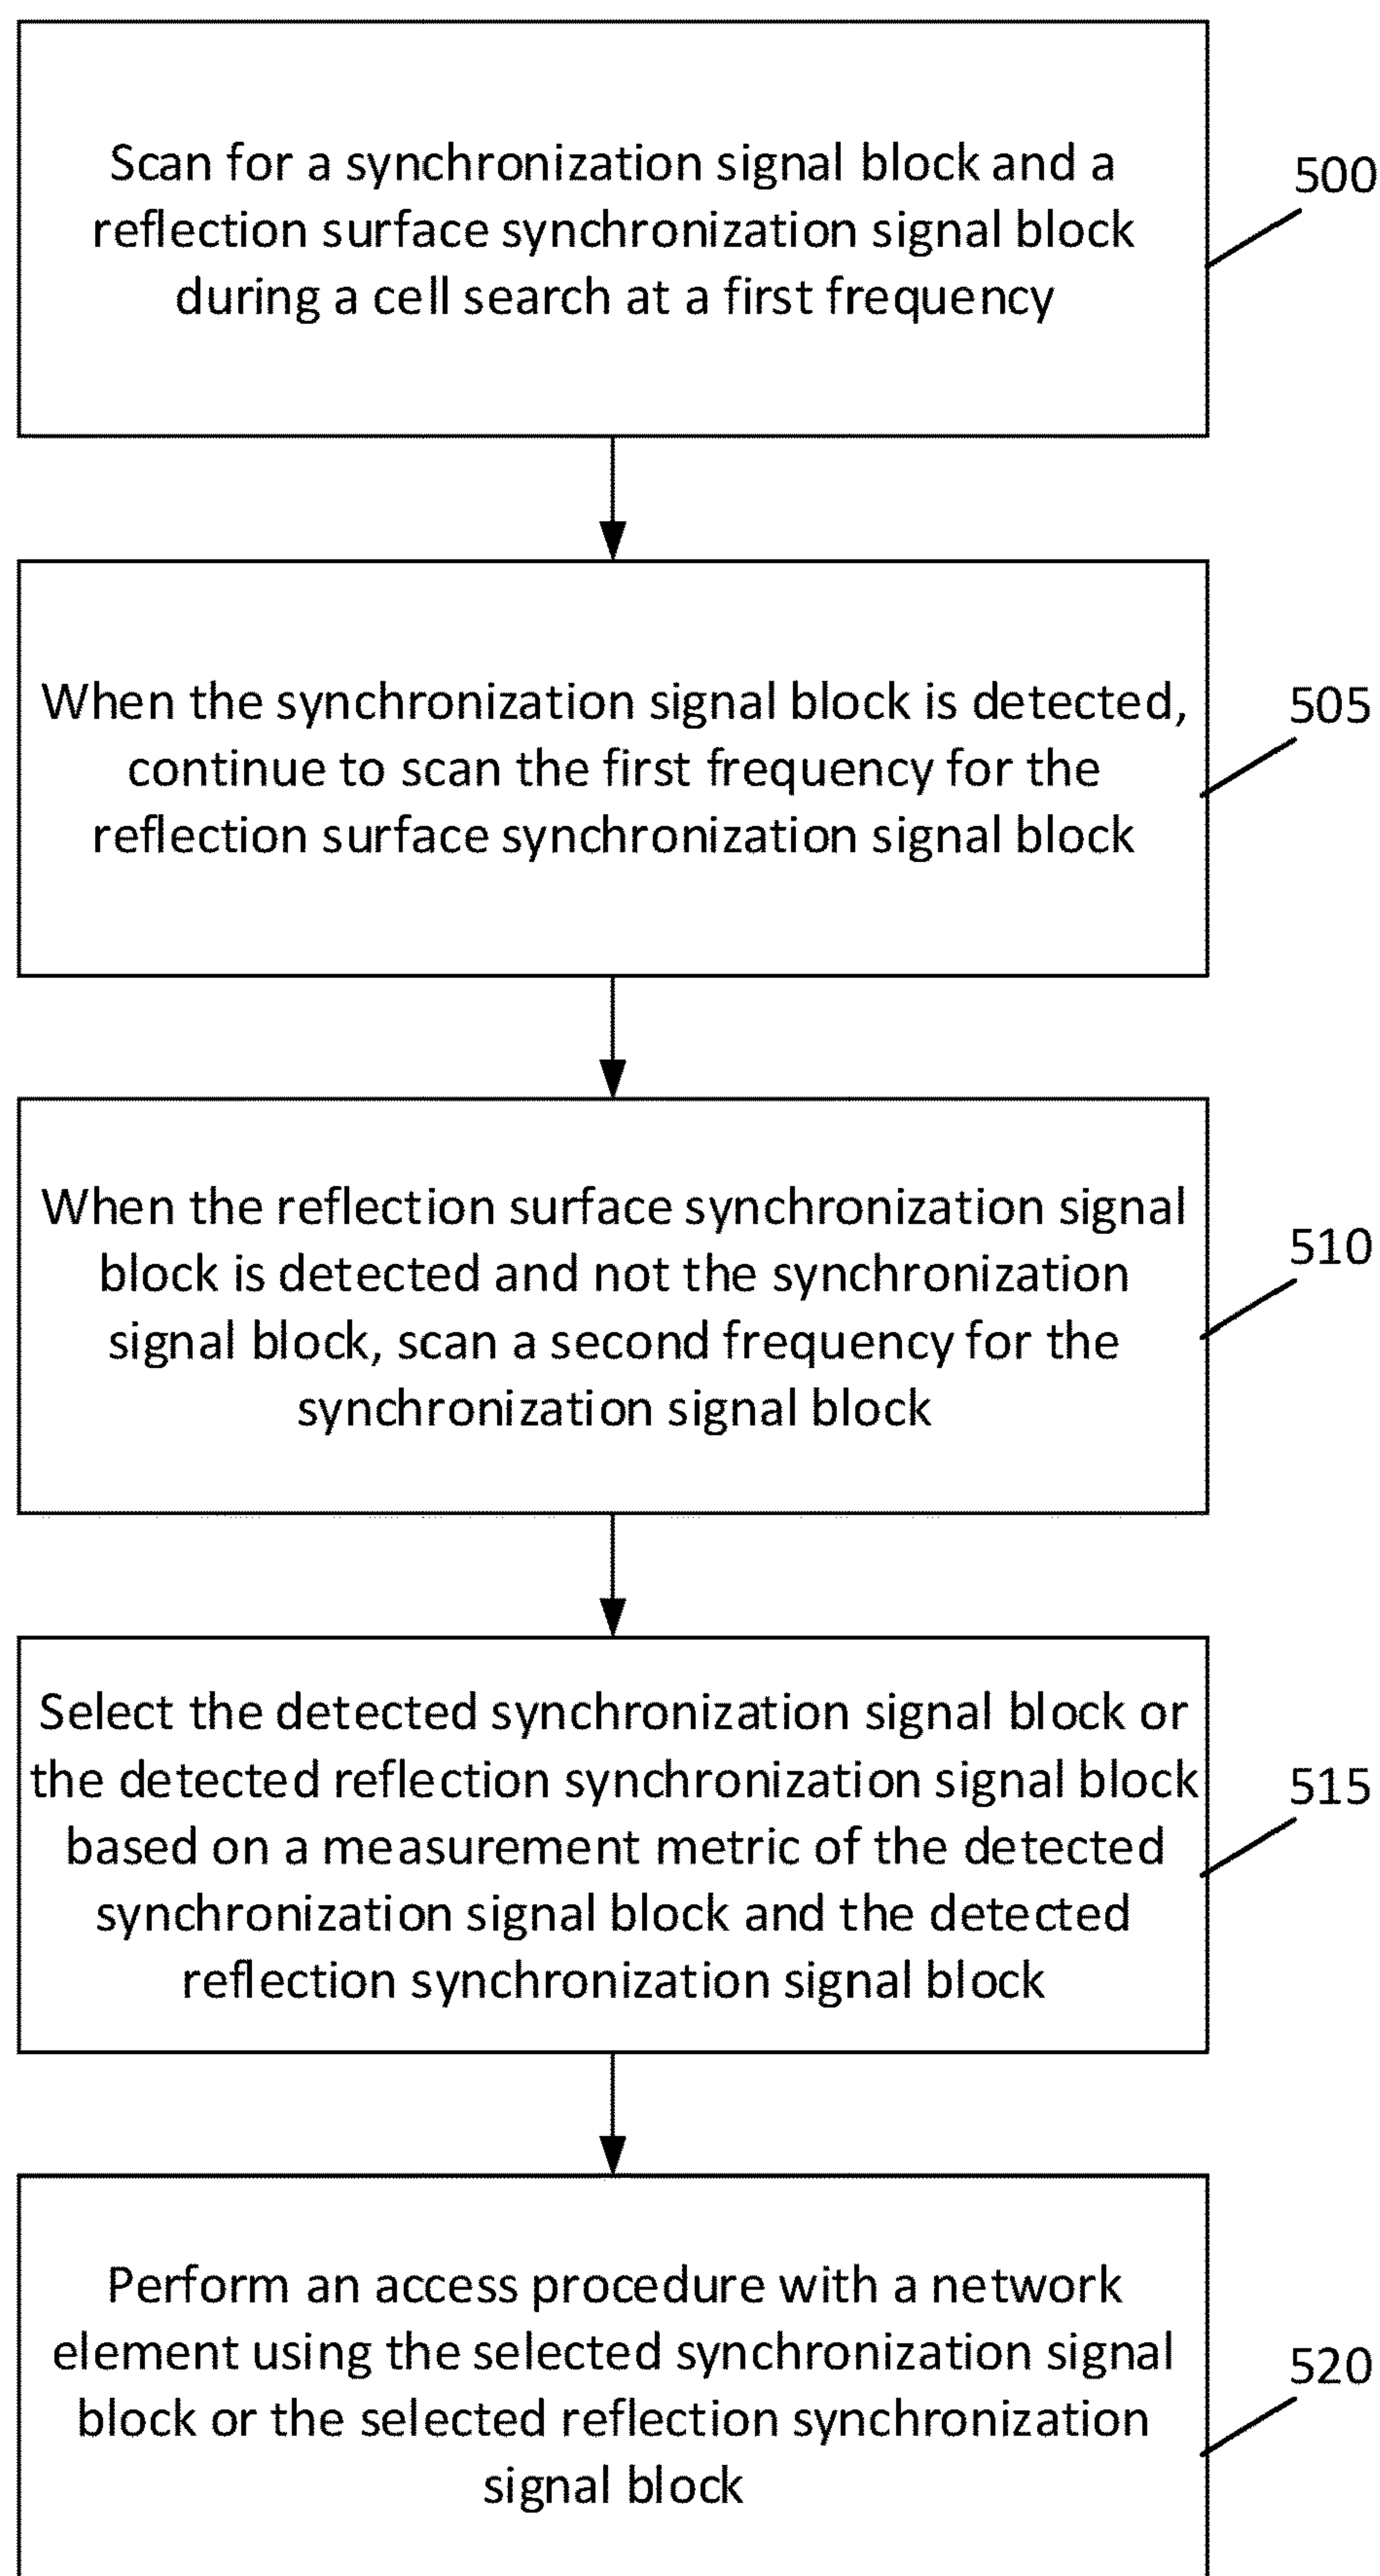 Scan for a synchronization signal block and a
reflection surface synchronization signal block
during a cell search at a first frequency
500
When the synchronization signal block is detected,
continue to scan the first frequency for the
reflection surface synchronization signal block
505
When the reflection surface synchronization signal
block is detected and not the synchronization
signal block, scan a second frequency for the
synchronization signal block
510
Select the detected synchronization signal block or
the detected reflection synchronization signal block
based on a measurement metric of the detected
synchronization signal block and the detected
reflection synchronization signal block
515
Perform an access procedure with a network
element using the selected synchronization signal
block or the selected reflection synchronization
signal block
520